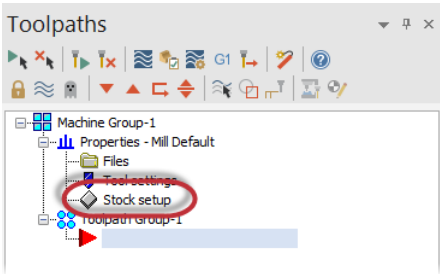 Toolpaths
G1
Machine Group-1
Properties - Mill Default
Files
Tool settings
Stock setup
Toolpath Group-1